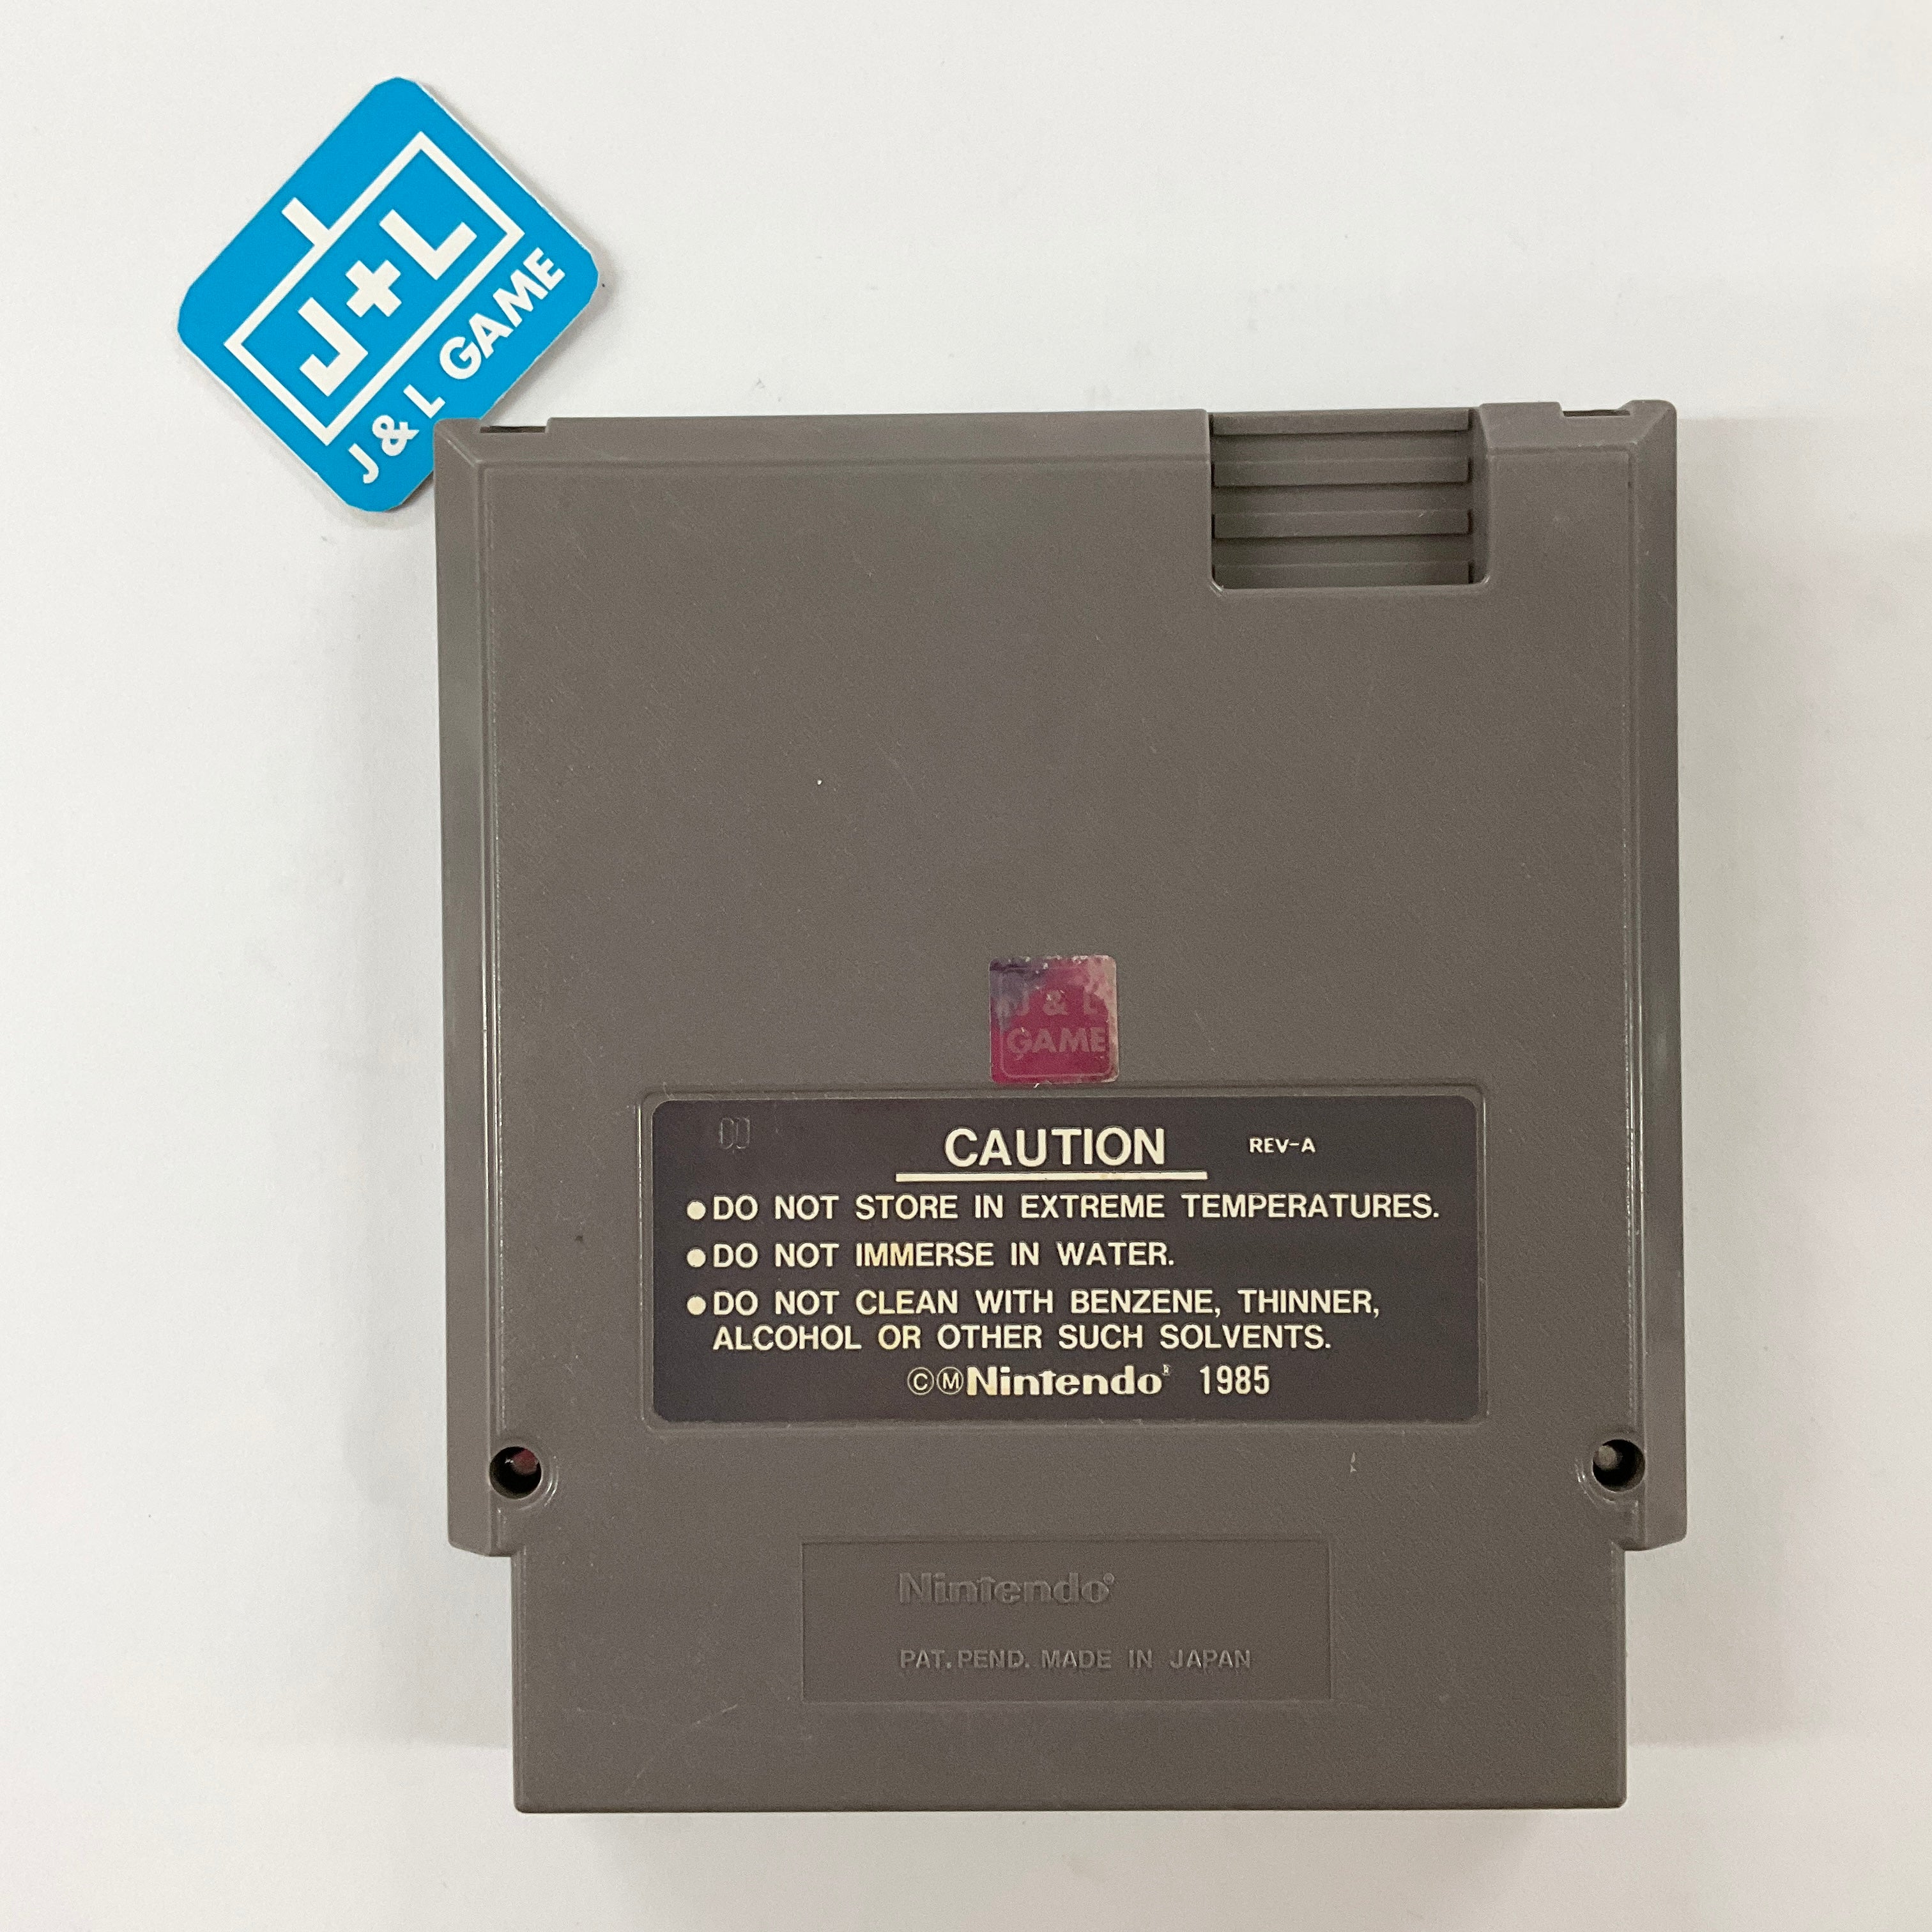 J+L
J & L GAME
J & L
GAME
CAUTION REV-A
●DO NOT STORE IN EXTREME TEMPERATURES.
●DO NOT IMMERSE IN WATER.
●DO NOT CLEAN WITH BENZENE, THINNER,
ALCOHOL OR OTHER SUCH SOLVENTS.
©ⓂNintendo® 1985
Nintendo®
PAT. PEND. MADE IN JAPAN